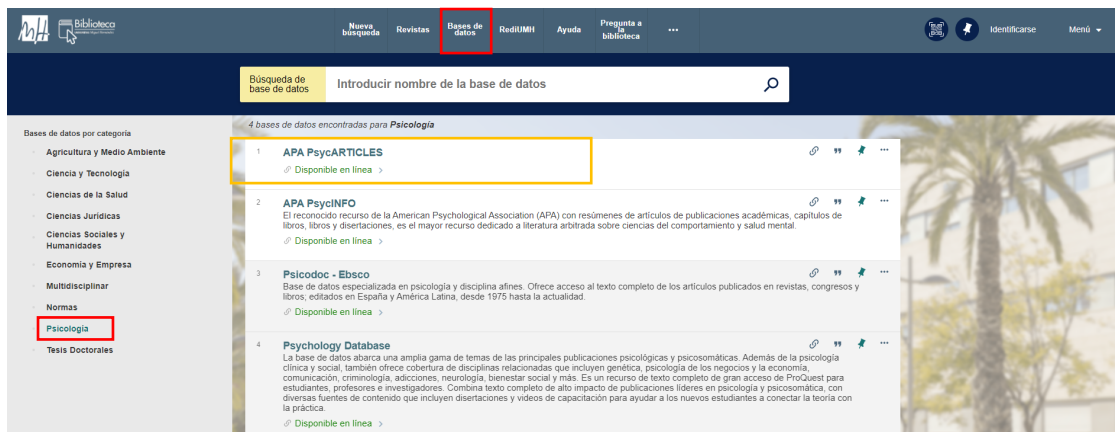 Biblioteca
Nueva búsqueda
Revistas
Bases de datos
RediUMH
Ayuda
Pregunta a la biblioteca
Identificarse
Menú
Búsqueda de base de datos
Introducir nombre de la base de datos
Bases de datos por categoría
Agricultura y Medio Ambiente
Ciencia y Tecnología
Ciencias de la Salud
Ciencias Jurídicas
Ciencias Sociales y
Humanidades
Economía y Empresa
Multidisciplinar
Normas
Psicología
Tesis Doctorales
4 bases de datos encontradas para Psicología
1
APA PsycARTICLES
Disponible en línea >
2
APA PsycINFO
El reconocido recurso de la American Psychological Association (APA) con resúmenes de artículos de publicaciones académicas, capítulos de
libros, libros y disertaciones, es el mayor recurso dedicado a literatura arbitrada sobre ciencias del comportamiento y salud mental.
Disponible en línea >
3
Psicodoc - Ebsco
Base de datos especializada en psicología y disciplina afines. Ofrece acceso al texto completo de los artículos publicados en revistas, congresos y
libros; editados en España y América Latina, desde 1975 hasta la actualidad.
Disponible en línea >
4
Psychology Database
La base de datos abarca una amplia gama de temas de las principales publicaciones psicológicas y psicosomáticas. Además de la psicología
clínica y social, también ofrece cobertura de disciplinas relacionadas que incluyen genética, psicología de los negocios y la economía,
comunicación, criminología, adicciones, neurología, bienestar social y más. Es un recurso de texto completo de gran acceso de ProQuest para
estudiantes, profesores e investigadores. Combina texto completo de alto impacto de publicaciones líderes en psicología y psicosomática, con
diversas fuentes de contenido que incluyen disertaciones y videos de capacitación para ayudar a los nuevos estudiantes a conectar la teoría con
la práctica.
Disponible en línea >